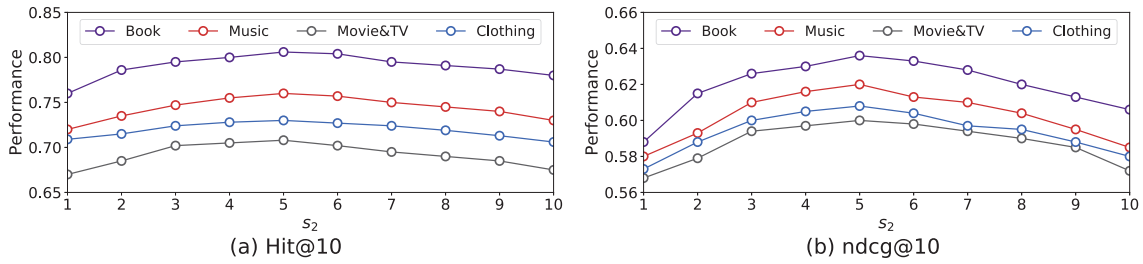 0.85
0.80
0.75
0.70
0.65
Performance
Book Music Movie&TV Clothing
1 2 3 4 5 6 7 8 9 10
s2
(a) Hit@10
0.66
0.64
0.62
0.60
0.58
0.56
Performance
Book Music Movie&TV Clothing
1 2 3 4 5 6 7 8 9 10
s2
(b) ndcg@10